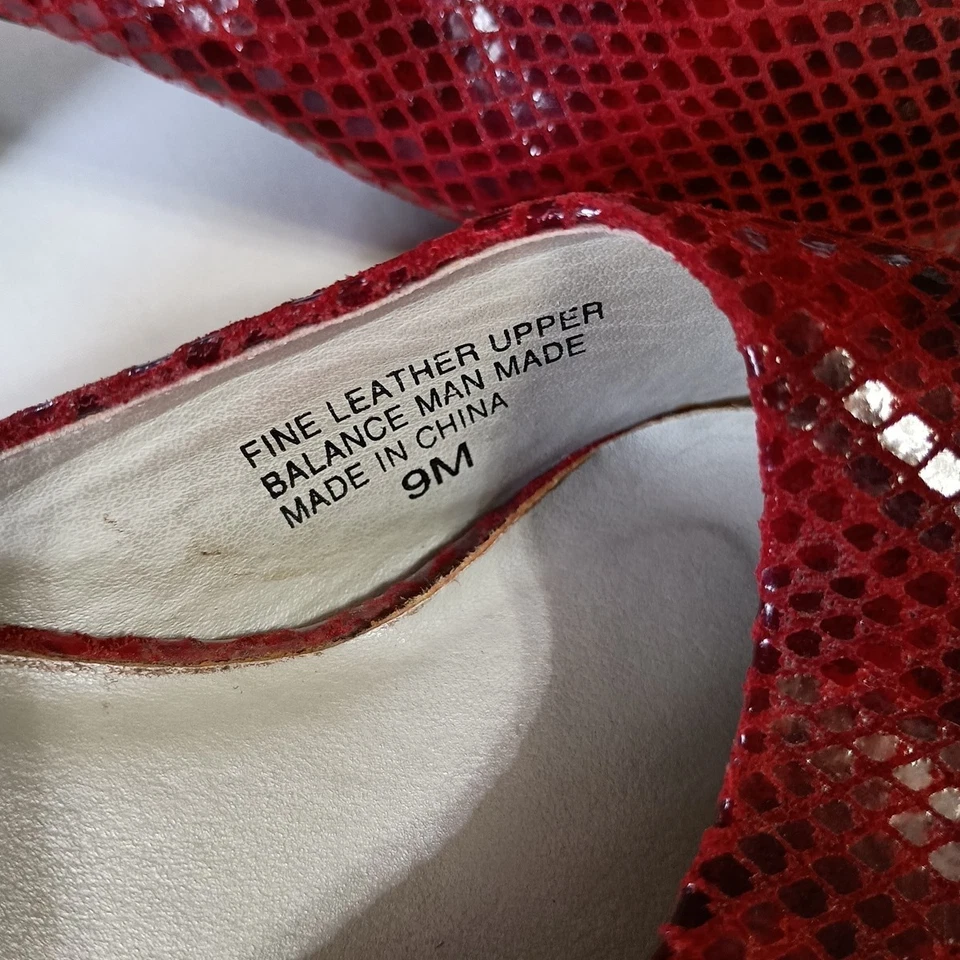 FINE LEATHER UPPER
BALANCE MAN MADE
MADE IN CHINA
9M